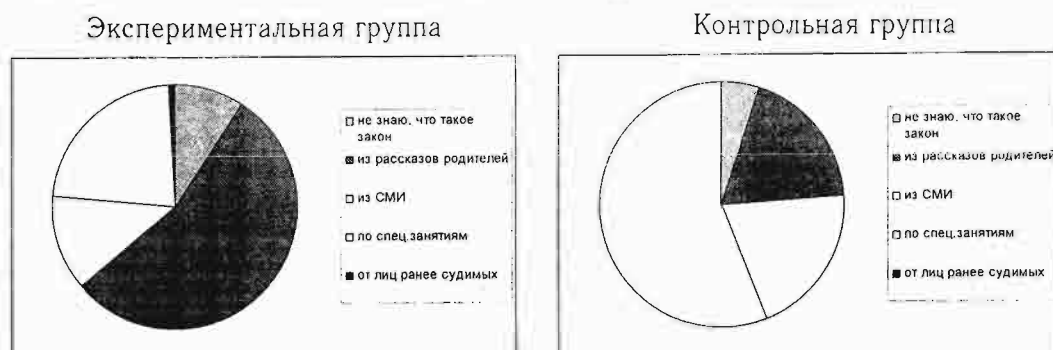 Экспериментальная группа
не знаю, что такое
закон
из рассказов родителей
из СМИ
по спец.занятиям
от лиц ранее судимых
Контрольная группа
не знаю, что такое
закон
из рассказов родителей
из СМИ
по спец.занятиям
от лиц ранее судимых